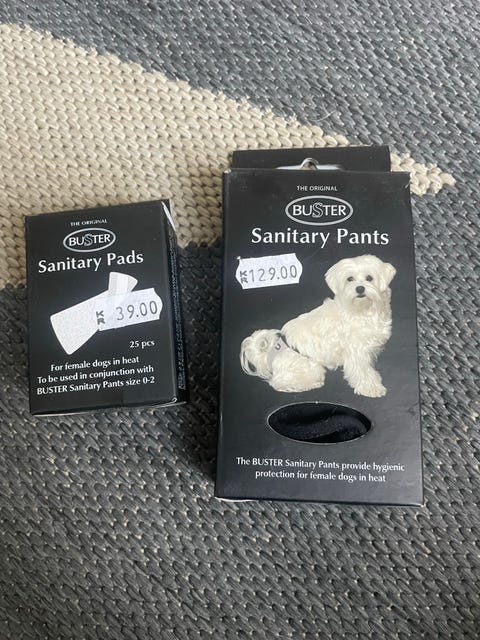 THE ORIGINAL
BUSTER
Sanitary Pads
KR 39.00
25 pcs
For female dogs in heat
To be used in conjunction with
BUSTER Sanitary Pants size 0-2
THE ORIGINAL
BUSTER
Sanitary Pants
KR 129.00
The BUSTER Sanitary Pants provide hygienic
protection for female dogs in heat